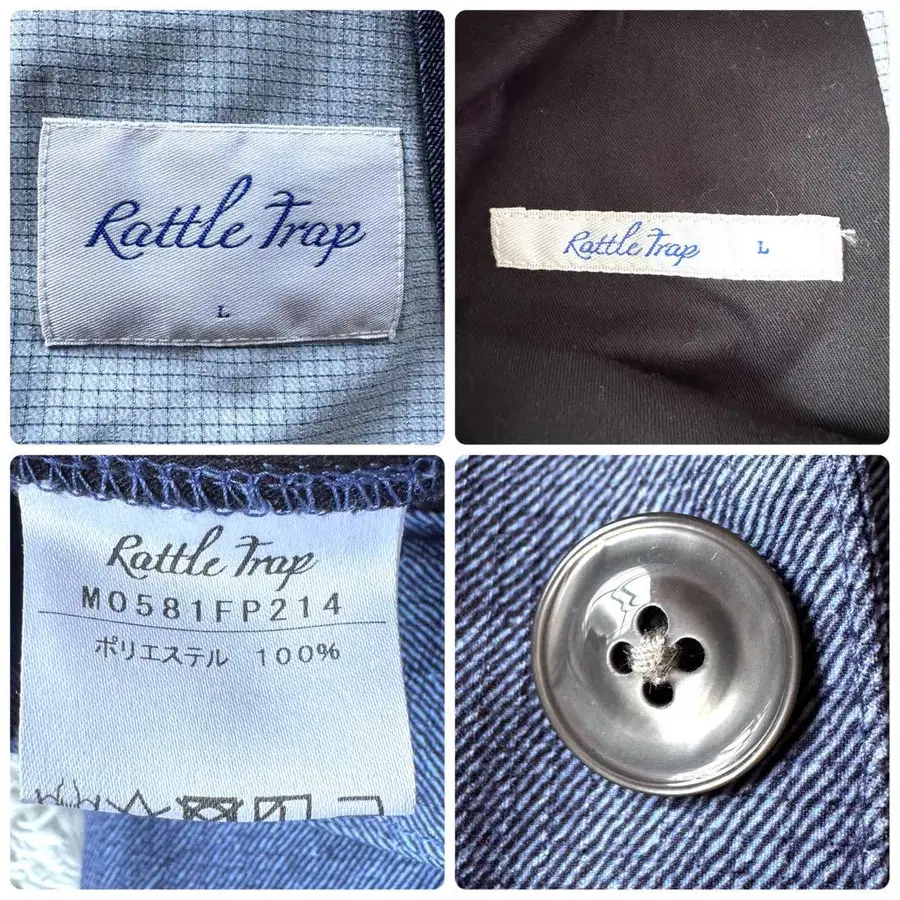 Rattle Trap
L
Rattle Trap L
Rattle Trap
M0581FP214
ポリエステル 100%